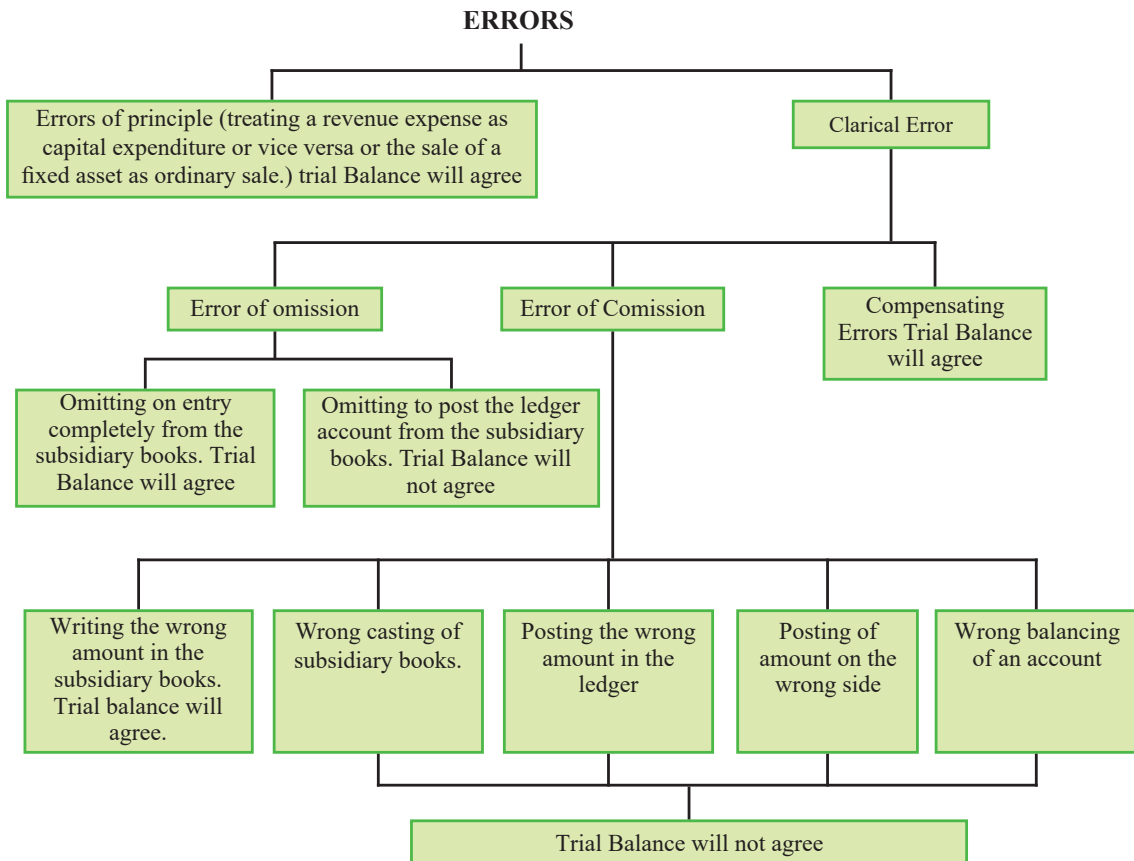 ERRORS
Errors of principle (treating a revenue expense as
capital expenditure or vice versa or the sale of a
fixed asset as ordinary sale.) trial Balance will agree
Clarical Error
Error of omission
Error of Comission
Compensating
Errors Trial Balance
will agree
Omitting on entry
completely from the
subsidiary books. Trial
Balance will agree
Omitting to post the ledger
account from the subsidiary
books. Trial Balance will
not agree
Writing the wrong
amount in the
subsidiary books.
Trial balance will
agree.
Wrong casting of
subsidiary books.
Posting the wrong
amount in the
ledger
Posting of
amount on the
wrong side
Wrong balancing
of an account
Trial Balance will not agree